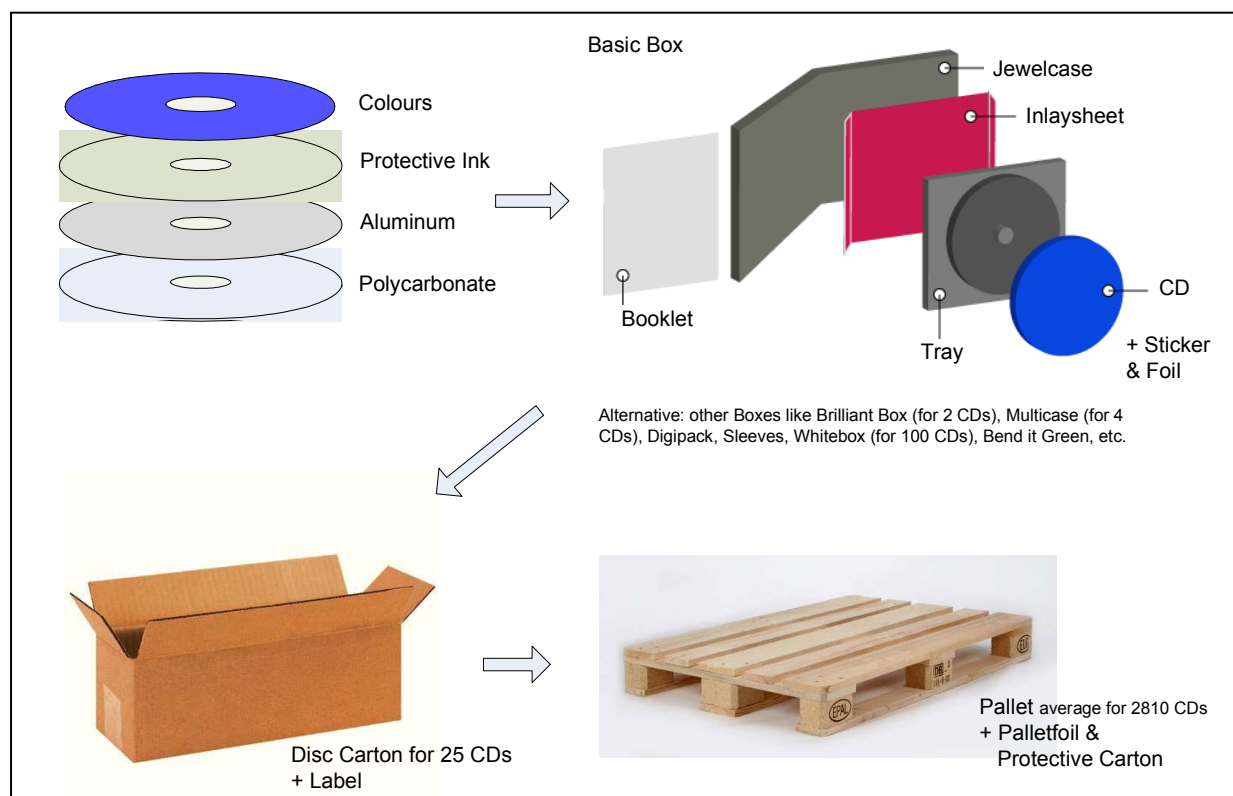 Basic Box
Colours
Protective Ink
Aluminum
Polycarbonate
Jewelcase
Inlaysheet
Booklet
Tray
CD
+ Sticker
& Foil
Alternative: other Boxes like Brilliant Box (for 2 CDs), Multicase (for 4
CDs), Digipack, Sleeves, Whitebox (for 100 CDs), Bend it Green, etc.
Disc Carton for 25 CDs
+ Label
EPAL
EUR
Pallet average for 2810 CDs
+ Palletfoil &
Protective Carton